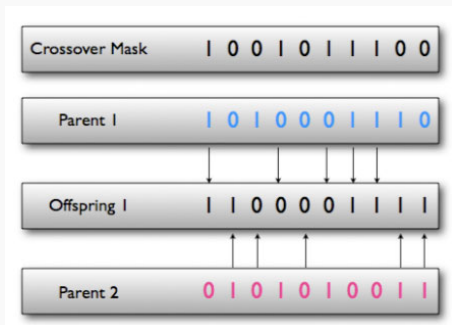 Crossover Mask 1 0 0 1 0 1 1 1 0 0
Parent 1 1 0 1 0 0 0 1 1 1 0
Offspring 1 1 1 0 0 0 0 1 1 1 1
Parent 2 0 1 0 1 0 1 0 0 1 1